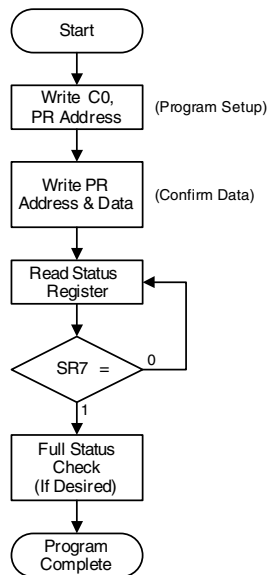 Start
Write C0,
PR Address
(Program Setup)
Write PR
Address & Data
(Confirm Data)
Read Status
Register
SR7 =
0
1
Full Status
Check
(If Desired)
Program
Complete